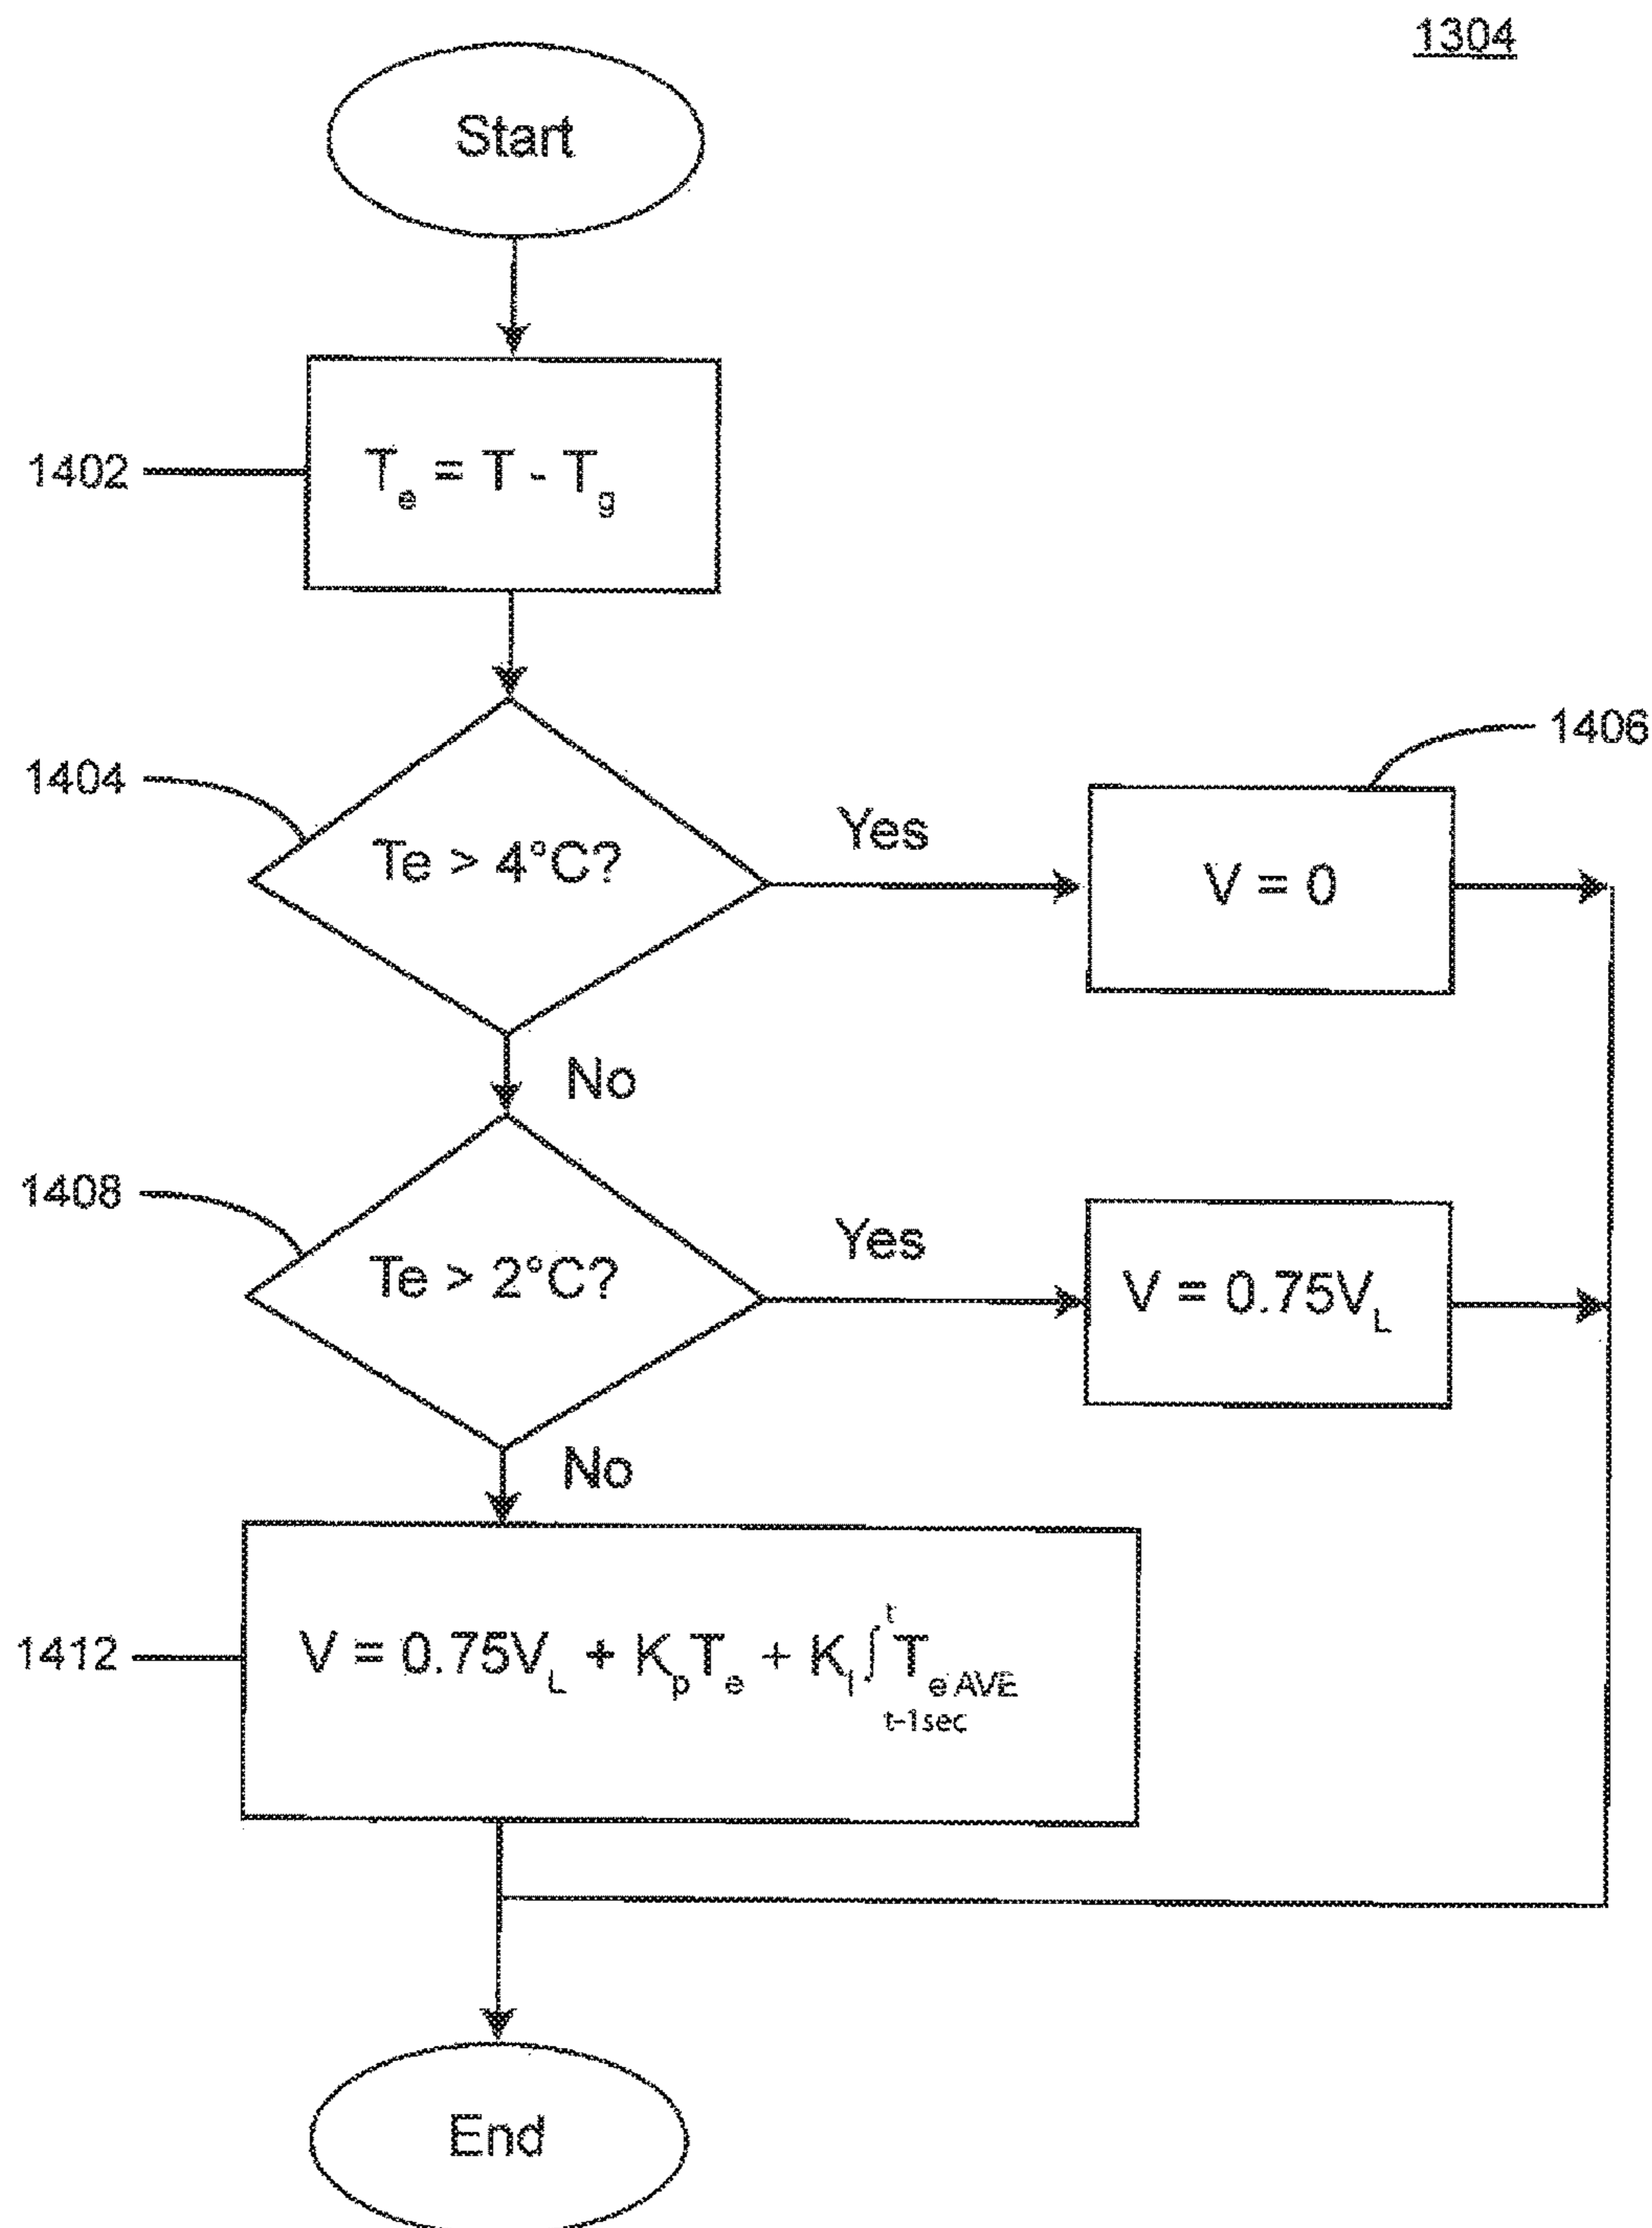 1304
Start
1402
Te = T - Tg
1404
Te > 4°C?
Yes
1406
V = 0
No
1408
Te > 2°C?
Yes
V = 0.75VL
No
1412
V = 0.75VL + KpTe + KI∫ t t-1sec Te AVE
End